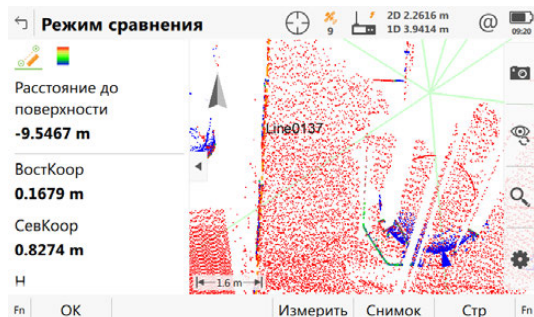 Режим сравнения
9
2D 2.2616 m
1D 3.9414 m
@
09:20
Расстояние до
поверхности
-9.5467 m
ВостКоор
0.1679 m
СевКоор
0.8274 m
Line0137
1.6 m
Fn
OK
Измерить
Снимок
Стр
Fn